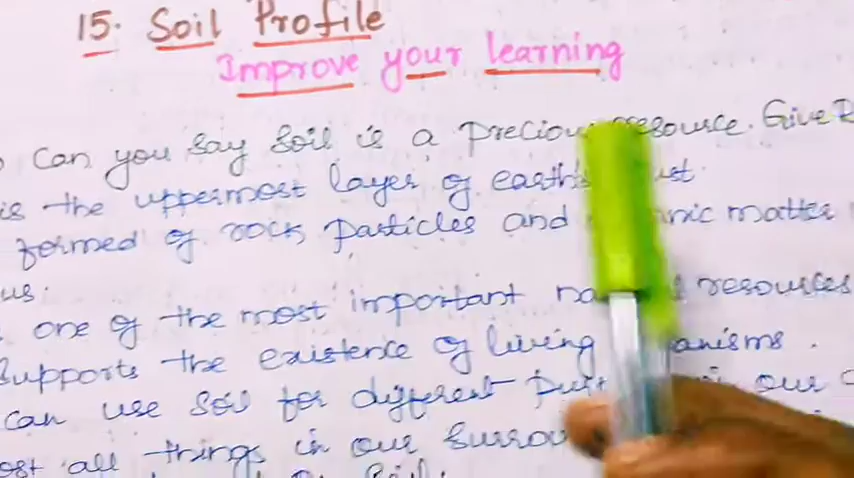 15. Soil Profile
Improve your learning
Can you say soil is a precious resource. Give
is the uppermost layer of earth's
formed of rock particles and matter
us.
one of the most important resources
Supports the existence of living
can use soil for different our
all things in our